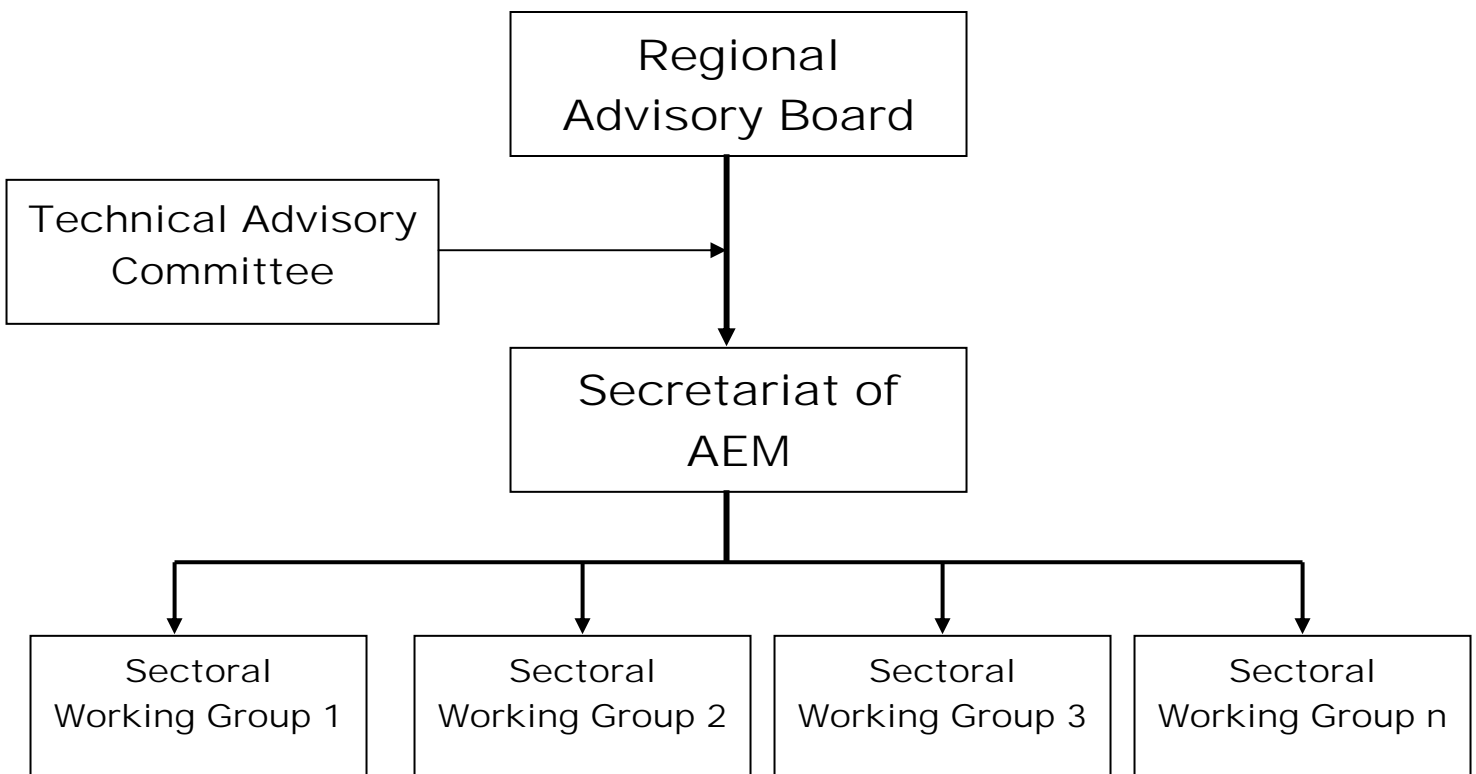 Regional
Advisory Board
Technical Advisory
Committee
Secretariat of
AEM
Sectoral
Working Group 1
Sectoral
Working Group 2
Sectoral
Working Group 3
Sectoral
Working Group n